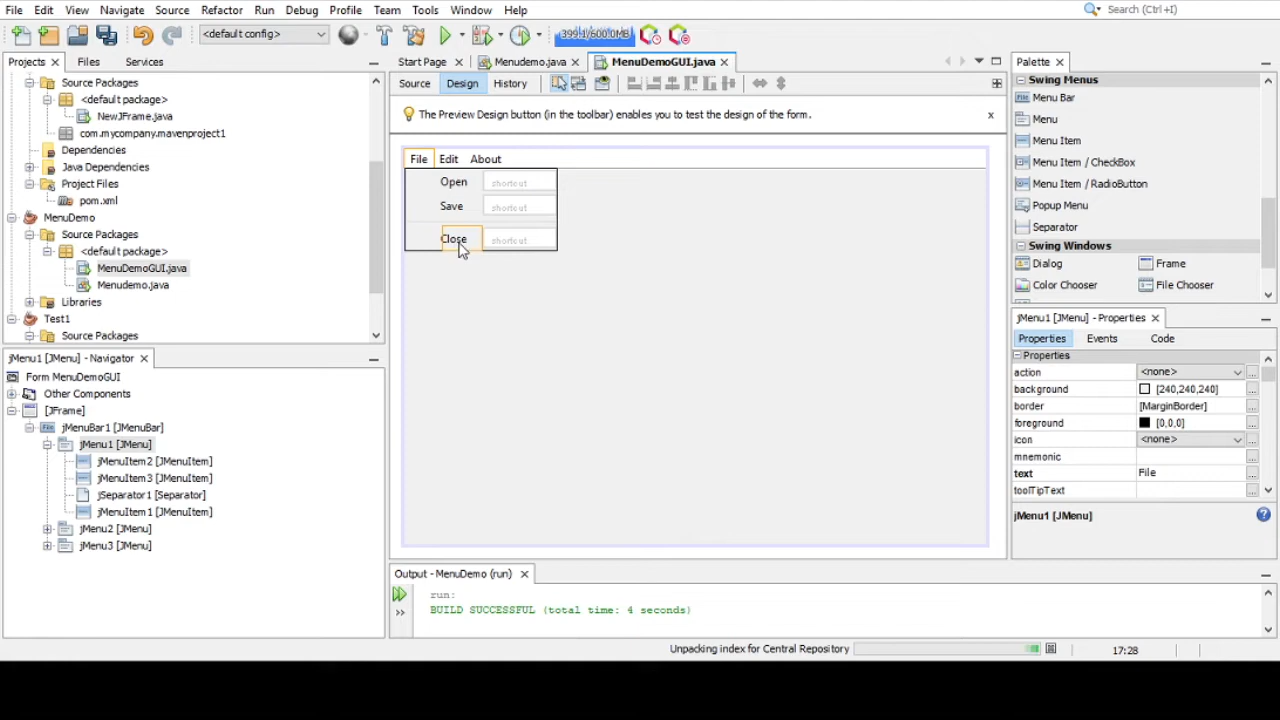 File Edit View Navigate Source Refactor Run Debug Profile Team Tools Window Help Search (Ctrl+I)
<default config> 399.1/600.0MB
Projects Files Services
Source Packages
<default package>
NewJFrame.java
com.mycompany.mavenproject1
Dependencies
Java Dependencies
Project Files
pom.xml
MenuDemo
Source Packages
<default package>
MenuDemoGUI.java
Menudemo.java
Libraries
Test1
Source Packages
jMenu1 [JMenu] - Navigator
Form MenuDemoGUI
Other Components
[JFrame]
jMenuBar1 [JMenuBar]
jMenu1 [JMenu]
jMenuItem2 [JMenuItem]
jMenuItem3 [JMenuItem]
jSeparator1 [Separator]
jMenuItem1 [JMenuItem]
jMenu2 [JMenu]
jMenu3 [JMenu]
Start Page Menudemo.java MenuDemoGUI.java
Source Design History
The Preview Design button (in the toolbar) enables you to test the design of the form.
File Edit About
Open shortcut
Save shortcut
Close shortcut
Output - MenuDemo (run)
run:
BUILD SUCCESSFUL (total time: 4 seconds)
Palette
Swing Menus
Menu Bar
Menu
Menu Item
Menu Item / CheckBox
Menu Item / RadioButton
Popup Menu
Separator
Swing Windows
Dialog Frame
Color Chooser File Chooser
jMenu1 [JMenu] - Properties
Properties Events Code
Properties
action <none> ...
background [240,240,240] ...
border [MarginBorder] ...
foreground [0,0,0] ...
icon <none> ...
mnemonic ...
text File ...
toolTipText ...
jMenu1 [JMenu]
Unpacking index for Central Repository 17:28